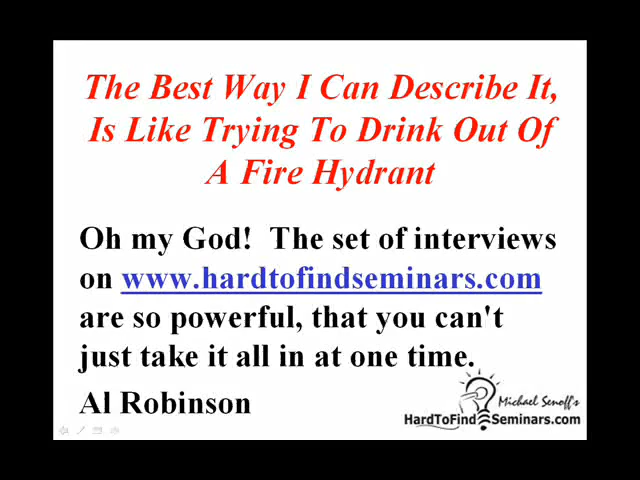 The Best Way I Can Describe It,
Is Like Trying To Drink Out Of
A Fire Hydrant
Oh my God! The set of interviews
on www.hardtofindseminars.com
are so powerful, that you can't
just take it all in at one time.
Al Robinson
Michael Senoff's
HardToFindSeminars.com